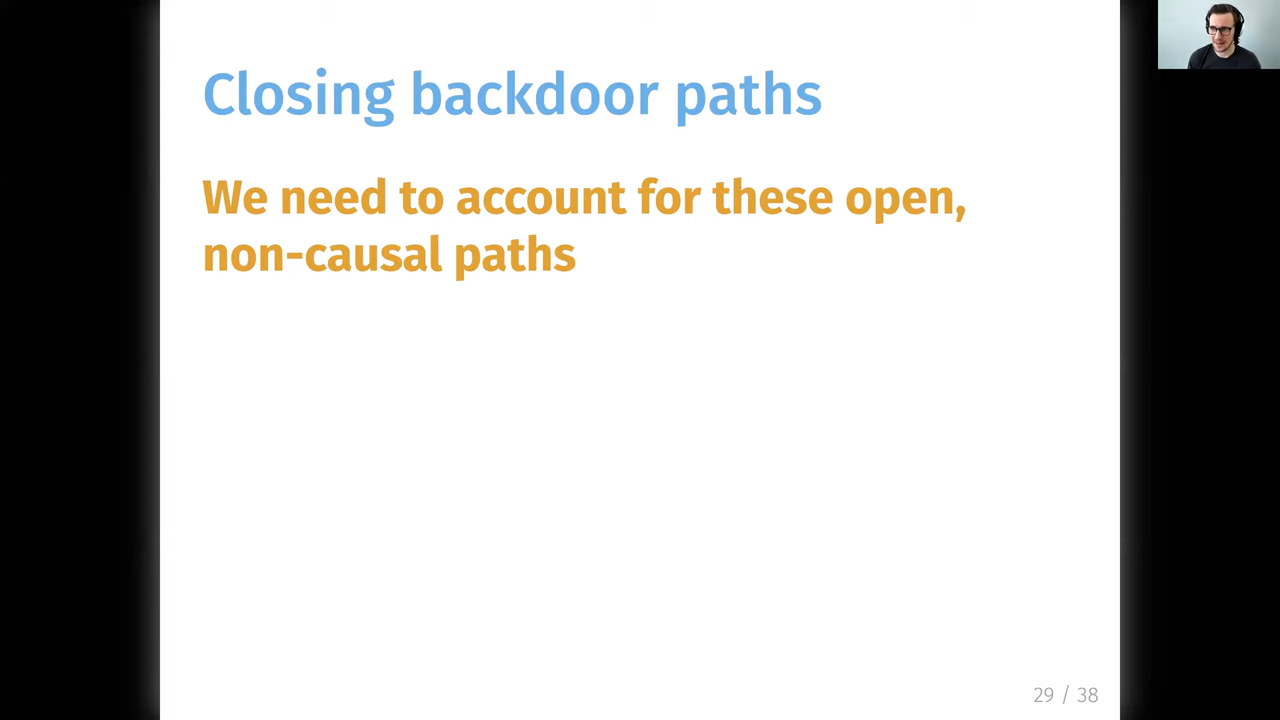 Closing backdoor paths
We need to account for these open,
non-causal paths
29 / 38